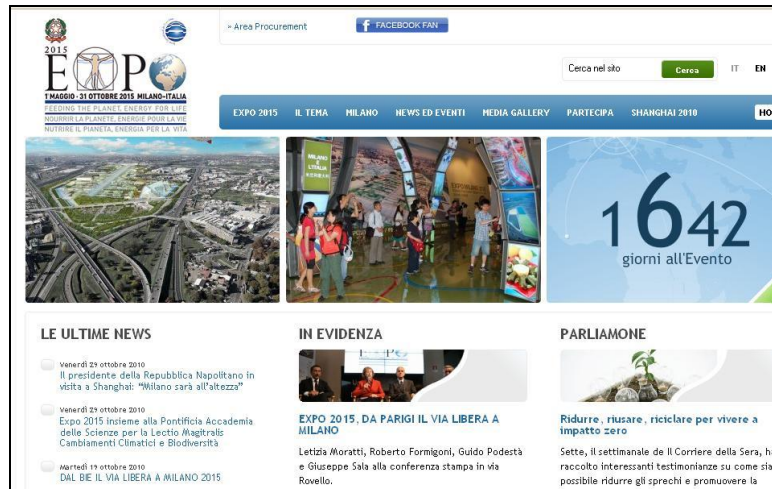 » Area Procurement
FACEBOOK FAN
2015
EXPO
1 MAGGIO - 31 OTTOBRE 2015 MILANO-ITALIA
FEEDING THE PLANET, ENERGY FOR LIFE
NOURRIR LA PLANETE, ENERGIE POUR LA VIE
NUTRIRE IL PIANETA, ENERGIA PER LA VITA
Cerca nel sito
Cerca
IT EN
EXPO 2015 IL TEMA MILANO NEWS ED EVENTI MEDIA GALLERY PARTECIPA SHANGHAI 2010 HO
MILANO
1642
giorni all'Evento
LE ULTIME NEWS
Venerdì 29 ottobre 2010
Il presidente della Repubblica Napolitano in
visita a Shanghai: “Milano sarà all’altezza”
Venerdì 29 ottobre 2010
Expo 2015 insieme alla Pontificia Accademia
delle Scienze per la Lectio Magitralis
Cambiamenti Climatici e Biodiversità
Martedì 19 ottobre 2010
DAL BIE IL VIA LIBERA A MILANO 2015
IN EVIDENZA
EXPO 2015, DA PARIGI IL VIA LIBERA A
MILANO
Letizia Moratti, Roberto Formigoni, Guido Podestà
e Giuseppe Sala alla conferenza stampa in via
Rovello.
PARLIAMONE
Ridurre, riusare, riciclare per vivere a
impatto zero
Sette, il settimanale de Il Corriere della Sera, ha
raccolto interessanti testimonianze su come sia
possibile ridurre gli sprechi e promuovere la